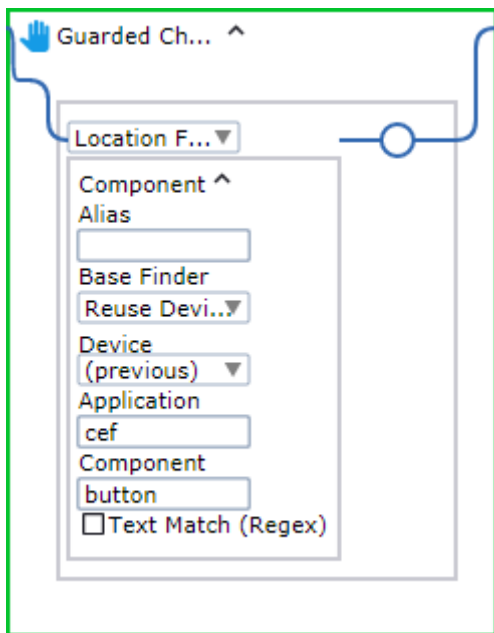 Guarded Ch...
Location F...
Component
Alias
Base Finder
Reuse Devi..
Device
(previous)
Application
cef
Component
button
Text Match (Regex)